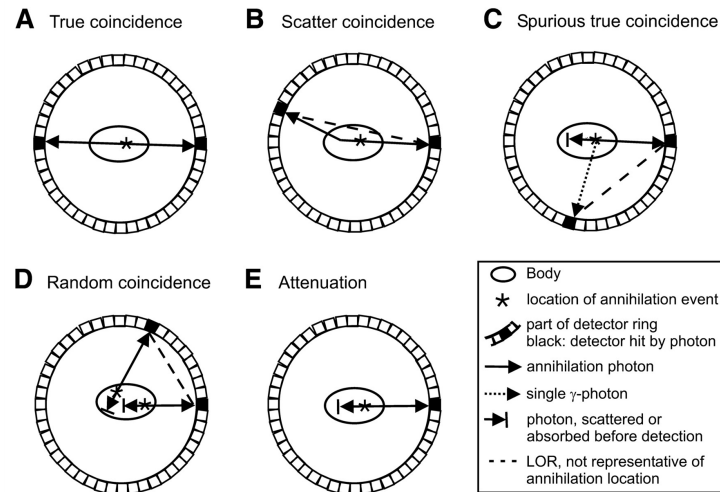 A True coincidence
B Scatter coincidence
C Spurious true coincidence
D Random coincidence
E Attenuation
Body
location of annihilation event
part of detector ring
black: detector hit by photon
annihilation photon
single γ-photon
photon, scattered or
absorbed before detection
LOR, not representative of
annihilation location